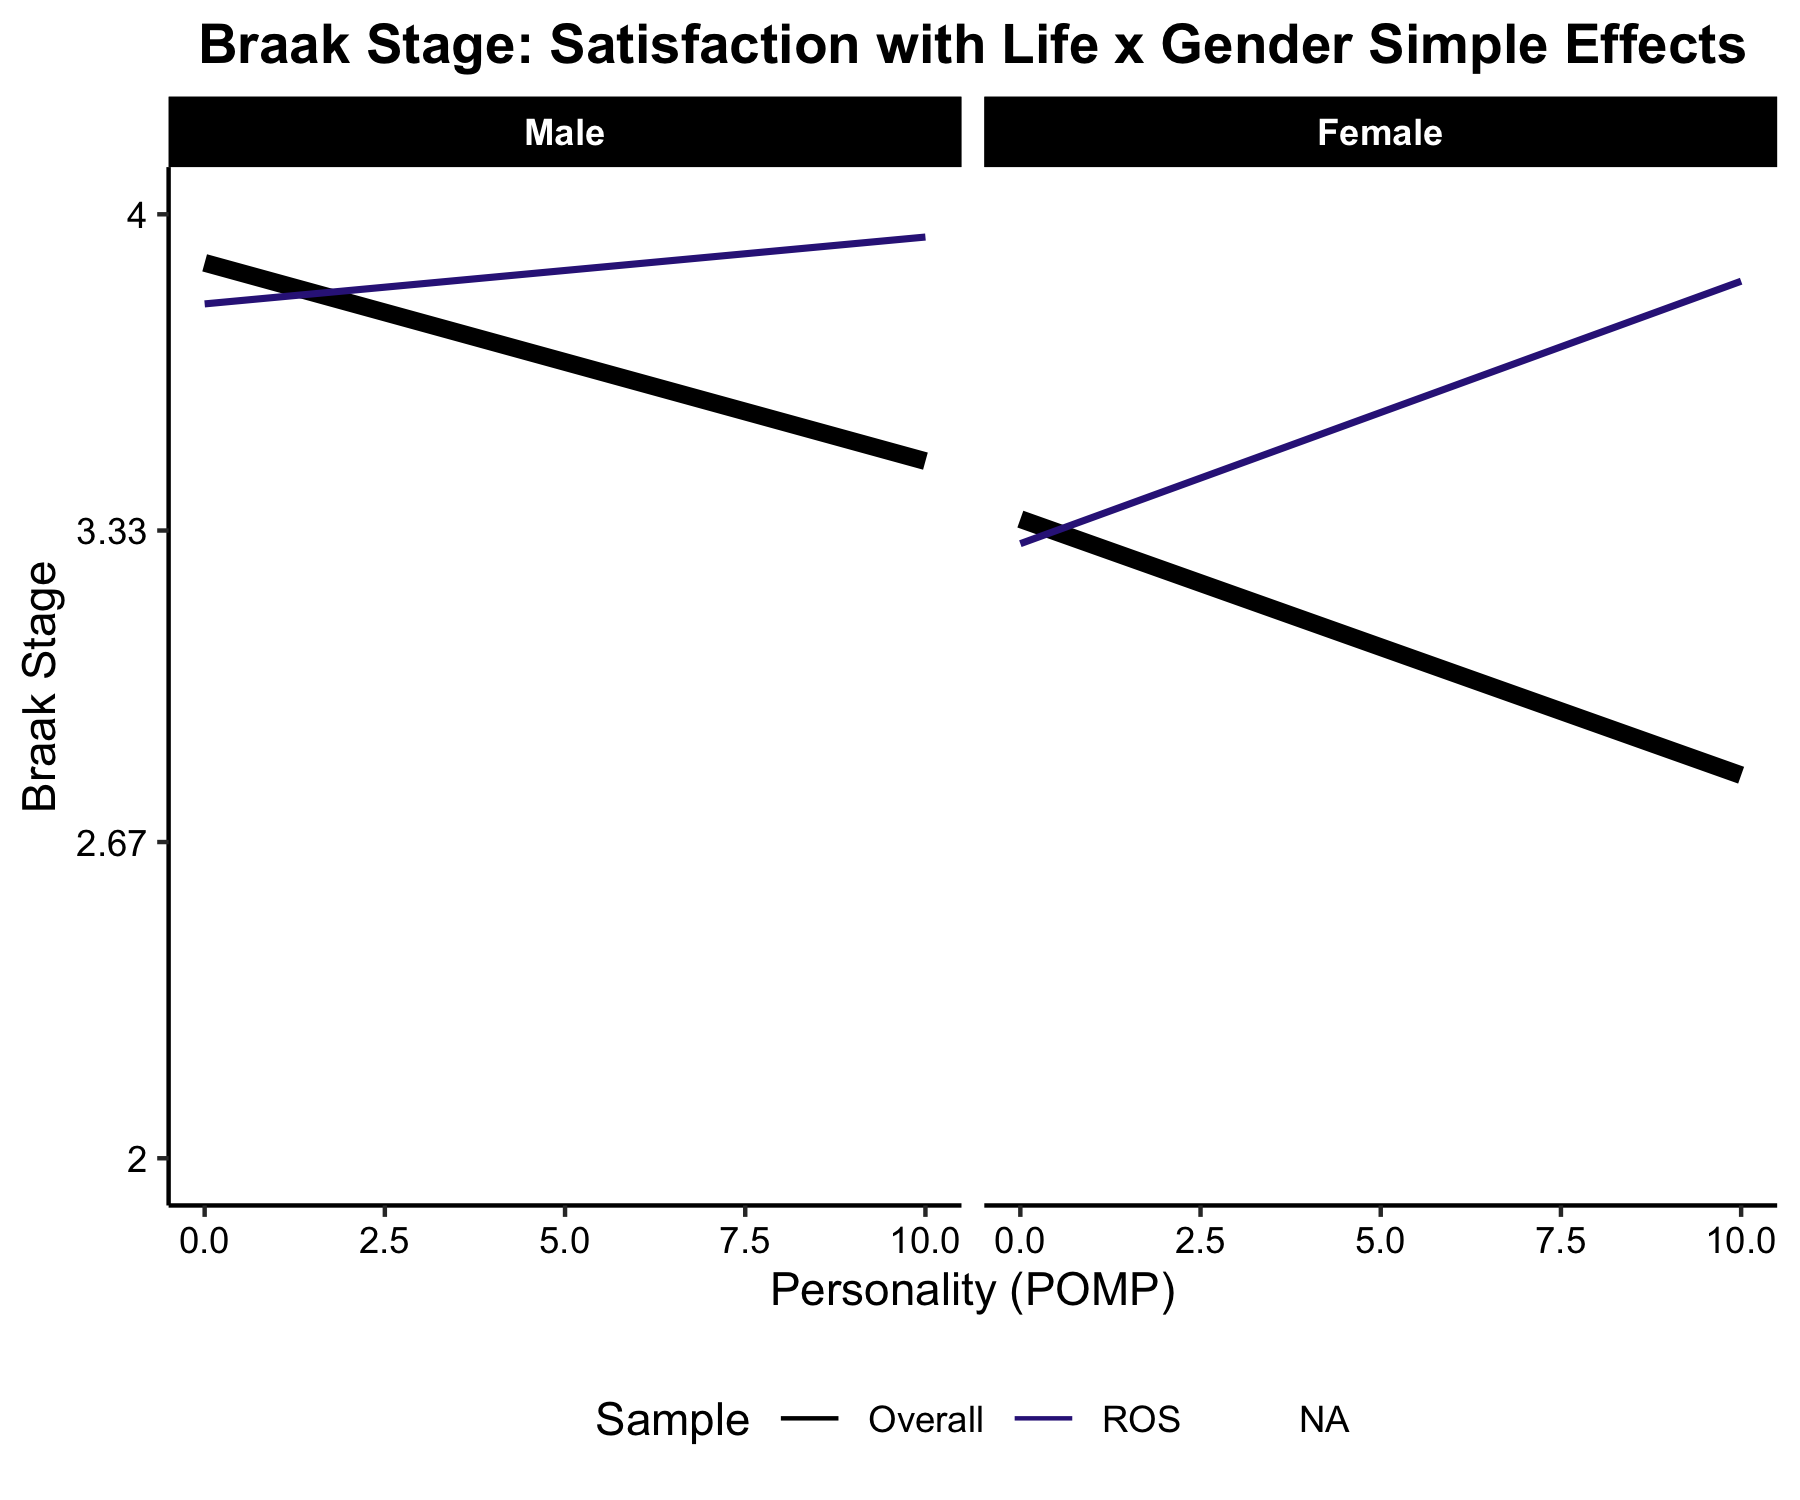 Braak Stage: Satisfaction with Life x Gender Simple Effects
Male
Female
Braak Stage
4
3.33
2.67
2
0.0 2.5 5.0 7.5 10.0
0.0 2.5 5.0 7.5 10.0
Personality (POMP)
Sample Overall ROS NA